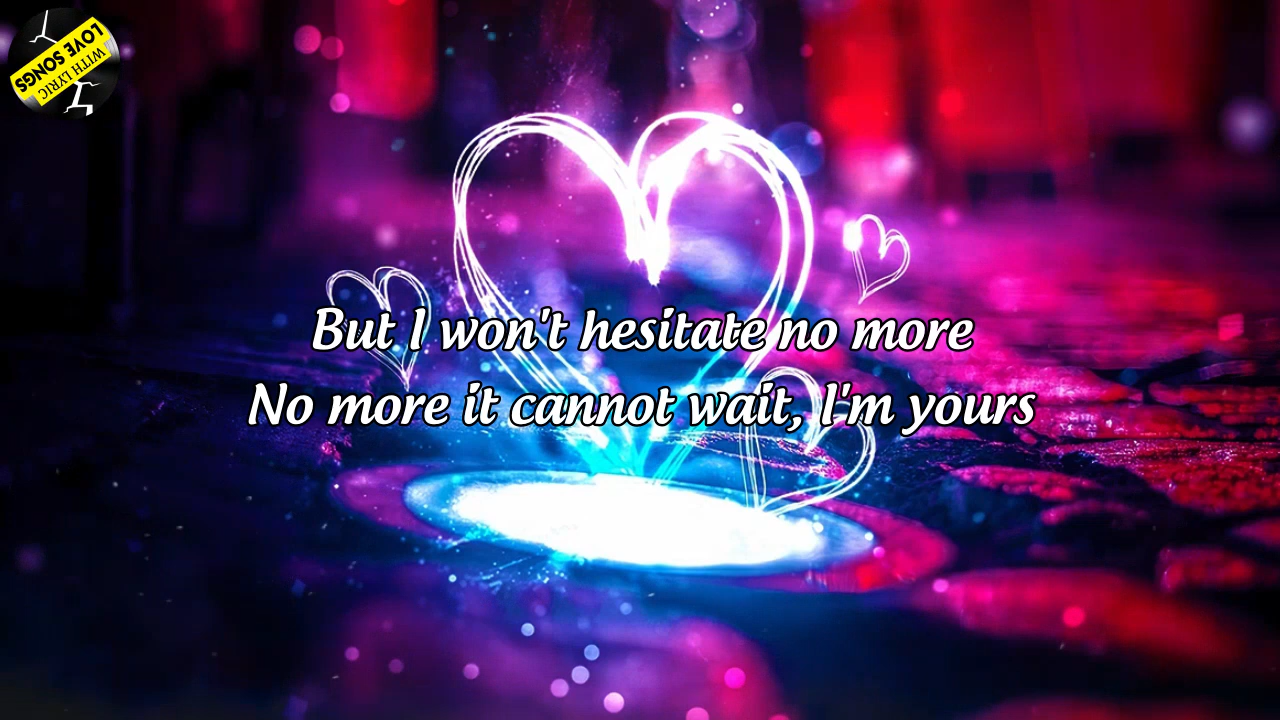 LOVE SONGS
WITH LYRIC
But I won't hesitate no more
No more it cannot wait, I'm yours